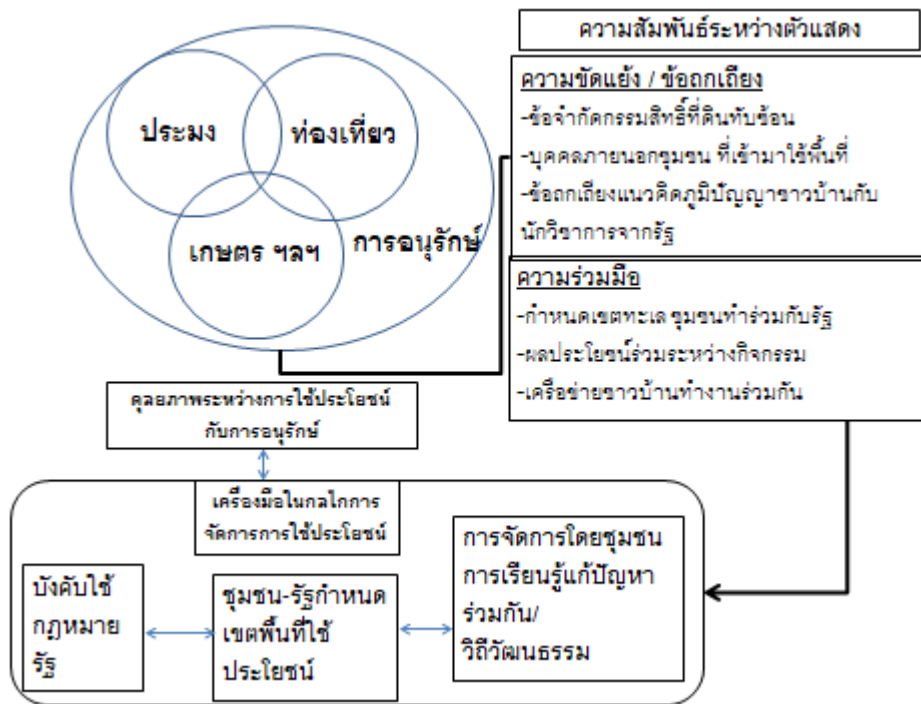 ความสัมพันธ์ระหว่างตัวแสดง
ประมง
ท่องเที่ยว
เกษตร ฯลฯ
การอนุรักษ์
ความขัดแย้ง / ข้อถกเถียง
-ข้อจำกัดกรรมสิทธิ์ที่ดินทับซ้อน
-บุคคลภายนอกชุมชน ที่เข้ามาใช้พื้นที่
-ข้อถกเถียงแนวคิดภูมิปัญญาชาวบ้านกับ
นักวิชาการจากรัฐ
ความร่วมมือ
-กำหนดเขตทะเล ชุมชนทำร่วมกับรัฐ
-ผลประโยชน์ร่วมระหว่างกิจกรรม
-เครือข่ายชาวบ้านทำงานร่วมกัน
ดุลยภาพระหว่างการใช้ประโยชน์
กับการอนุรักษ์
เครื่องมือในกลไกการ
จัดการการใช้ประโยชน์
บังคับใช้
กฎหมาย
รัฐ
ชุมชน-รัฐกำหนด
เขตพื้นที่ใช้
ประโยชน์
การจัดการโดยชุมชน
การเรียนรู้แก้ปัญหา
ร่วมกัน/
วิถีวัฒนธรรม